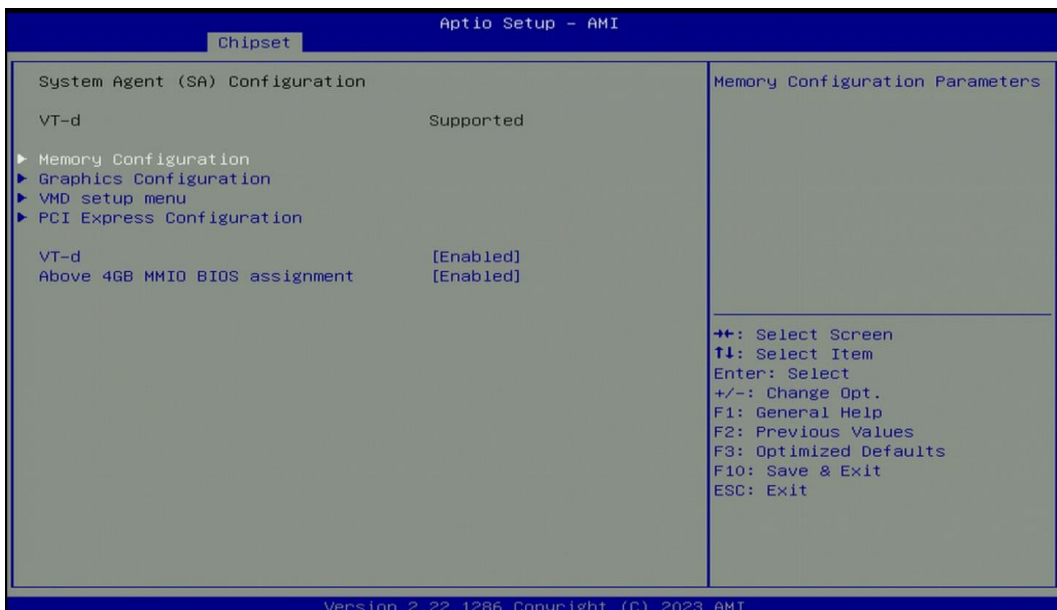 Aptio Setup - AMI
Chipset
System Agent (SA) Configuration
VT-d Supported
► Memory Configuration
► Graphics Configuration
► VMD setup menu
► PCI Express Configuration
VT-d [Enabled]
Above 4GB MMIO BIOS assignment [Enabled]
Memory Configuration Parameters
→←: Select Screen
↑↓: Select Item
Enter: Select
+/-: Change Opt.
F1: General Help
F2: Previous Values
F3: Optimized Defaults
F10: Save & Exit
ESC: Exit
Version 2.22.1286 Copyright (C) 2023 AMI